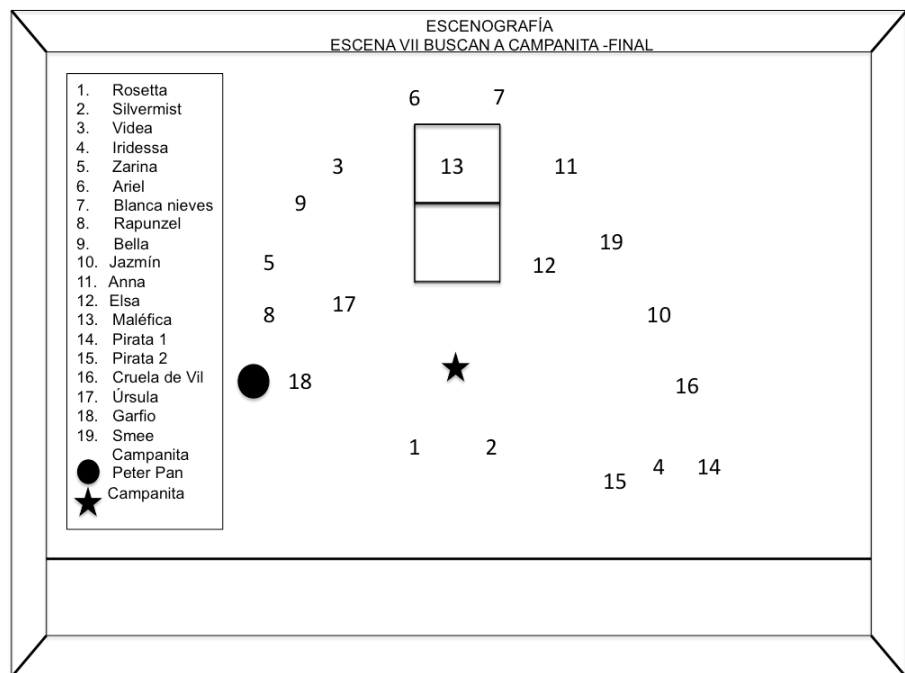 ESCENOGRAFÍA
ESCENA VII BUSCAN A CAMPANITA -FINAL
1. Rosetta
2. Silvermist
3. Videa
4. Iridessa
5. Zarina
6. Ariel
7. Blanca nieves
8. Rapunzel
9. Bella
10. Jazmín
11. Anna
12. Elsa
13. Maléfica
14. Pirata 1
15. Pirata 2
16. Cruela de Vil
17. Úrsula
18. Garfio
19. Smee
Campanita
Peter Pan
Campanita
6 7
3 13 11
9
19
5 12
17
8 10
18 16
1 2
4 14
15